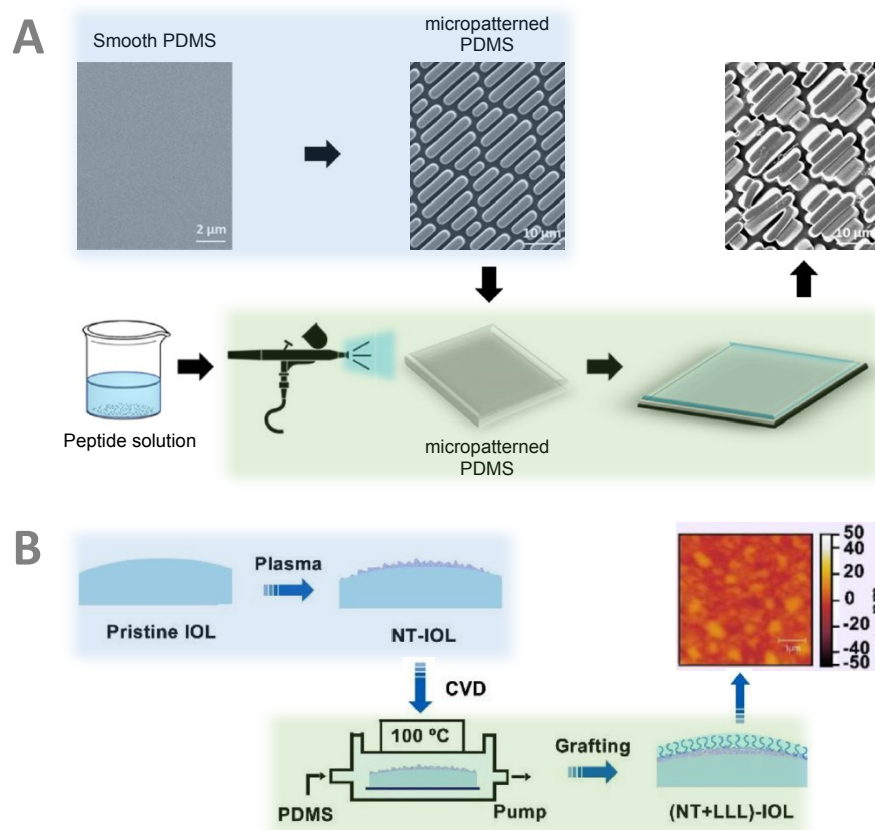 A
Smooth PDMS
micropatterned
PDMS
2 µm
10 µm
10 µm
Peptide solution
micropatterned
PDMS
B
Plasma
Pristine IOL
NT-IOL
CVD
100 ºC
PDMS
Pump
Grafting
(NT+LLL)-IOL
1µm
50
40
20
0
-20
-40
-50